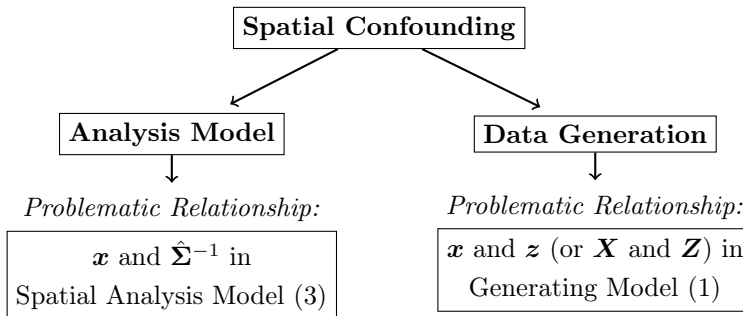 Spatial Confounding
Analysis Model
Data Generation
Problematic Relationship:
x and Σ̂⁻¹ in
Spatial Analysis Model (3)
Problematic Relationship:
x and z (or X and Z) in
Generating Model (1)